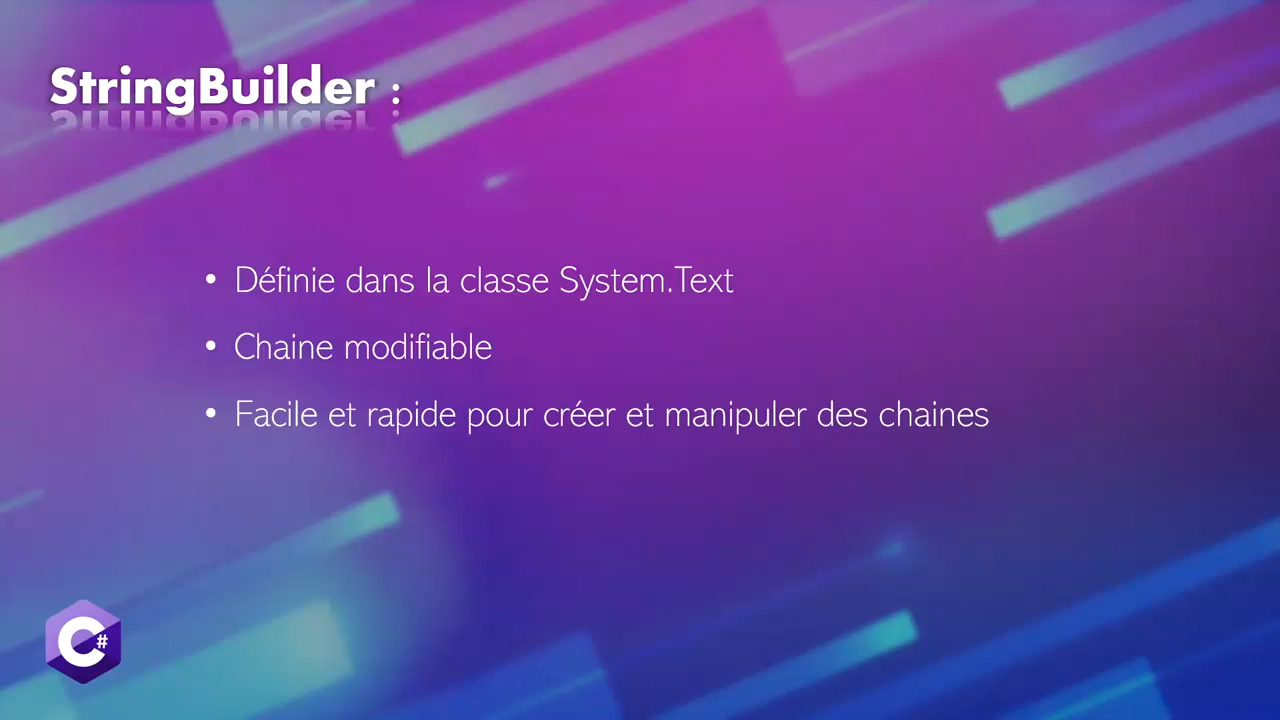 StringBuilder :
• Définie dans la classe System.Text
• Chaine modifiable
• Facile et rapide pour créer et manipuler des chaines
C#